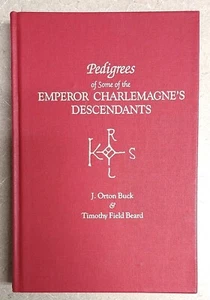 Pedigrees
of Some of the
EMPEROR CHARLEMAGNE'S
DESCENDANTS
R
K S
L
J. Orton Buck
&
Timothy Field Beard